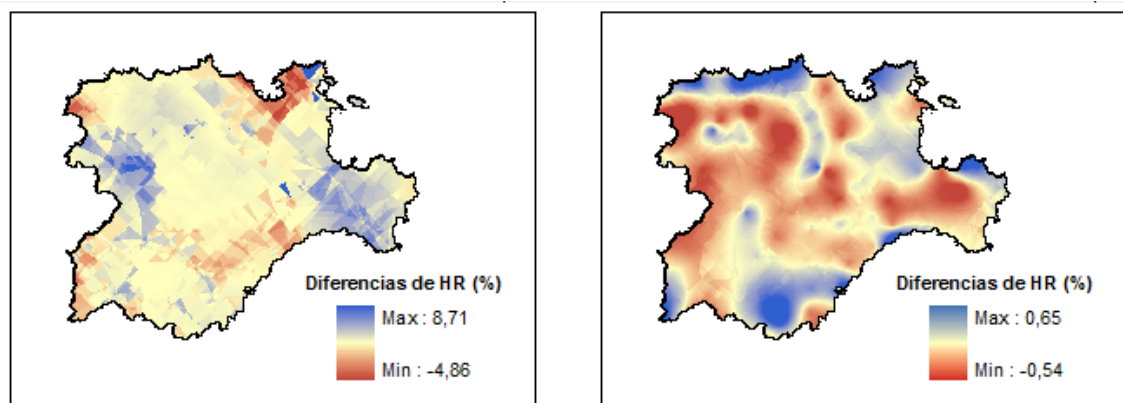 Diferencias de HR (%)
Max : 8,71
Min : -4,86
Diferencias de HR (%)
Max : 0,65
Min : -0,54